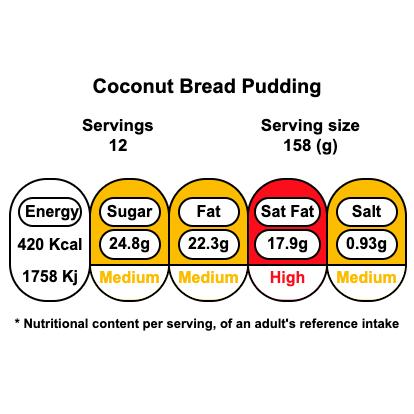 Coconut Bread Pudding
Servings
12
Serving size
158 (g)
Energy Sugar Fat Sat Fat Salt
420 Kcal 24.8g 22.3g 17.9g 0.93g
1758 Kj Medium Medium High Medium
* Nutritional content per serving, of an adult's reference intake